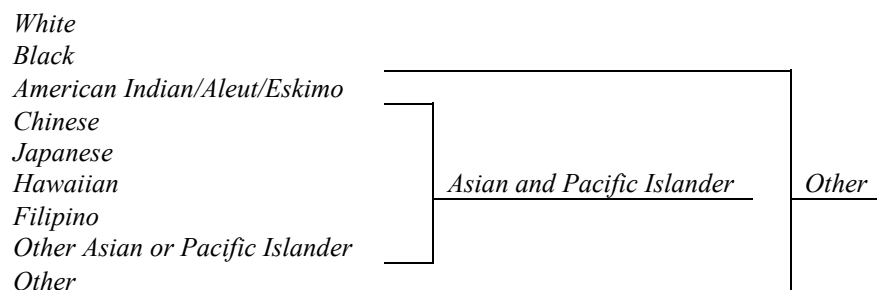 White
Black
American Indian/Aleut/Eskimo
Chinese
Japanese
Hawaiian Asian and Pacific Islander Other
Filipino
Other Asian or Pacific Islander
Other